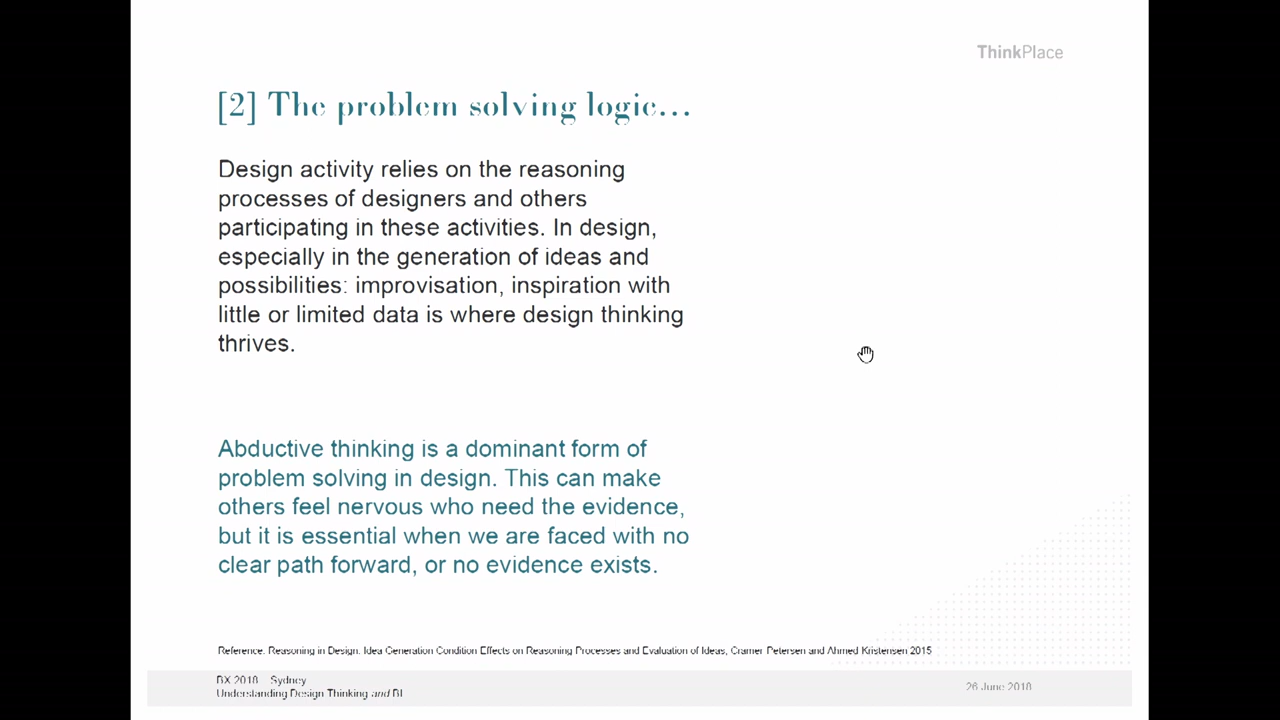 ThinkPlace
[2] The problem solving logic...
Design activity relies on the reasoning
processes of designers and others
participating in these activities. In design,
especially in the generation of ideas and
possibilities: improvisation, inspiration with
little or limited data is where design thinking
thrives.
Abductive thinking is a dominant form of
problem solving in design. This can make
others feel nervous who need the evidence,
but it is essential when we are faced with no
clear path forward, or no evidence exists.
Reference: Reasoning in Design: Idea Generation Condition Effects on Reasoning Processes and Evaluation of Ideas, Cramer Petersen and Ahmed Kristensen 2015
BX 2018 – Sydney
Understanding Design Thinking and BI
26 June 2018